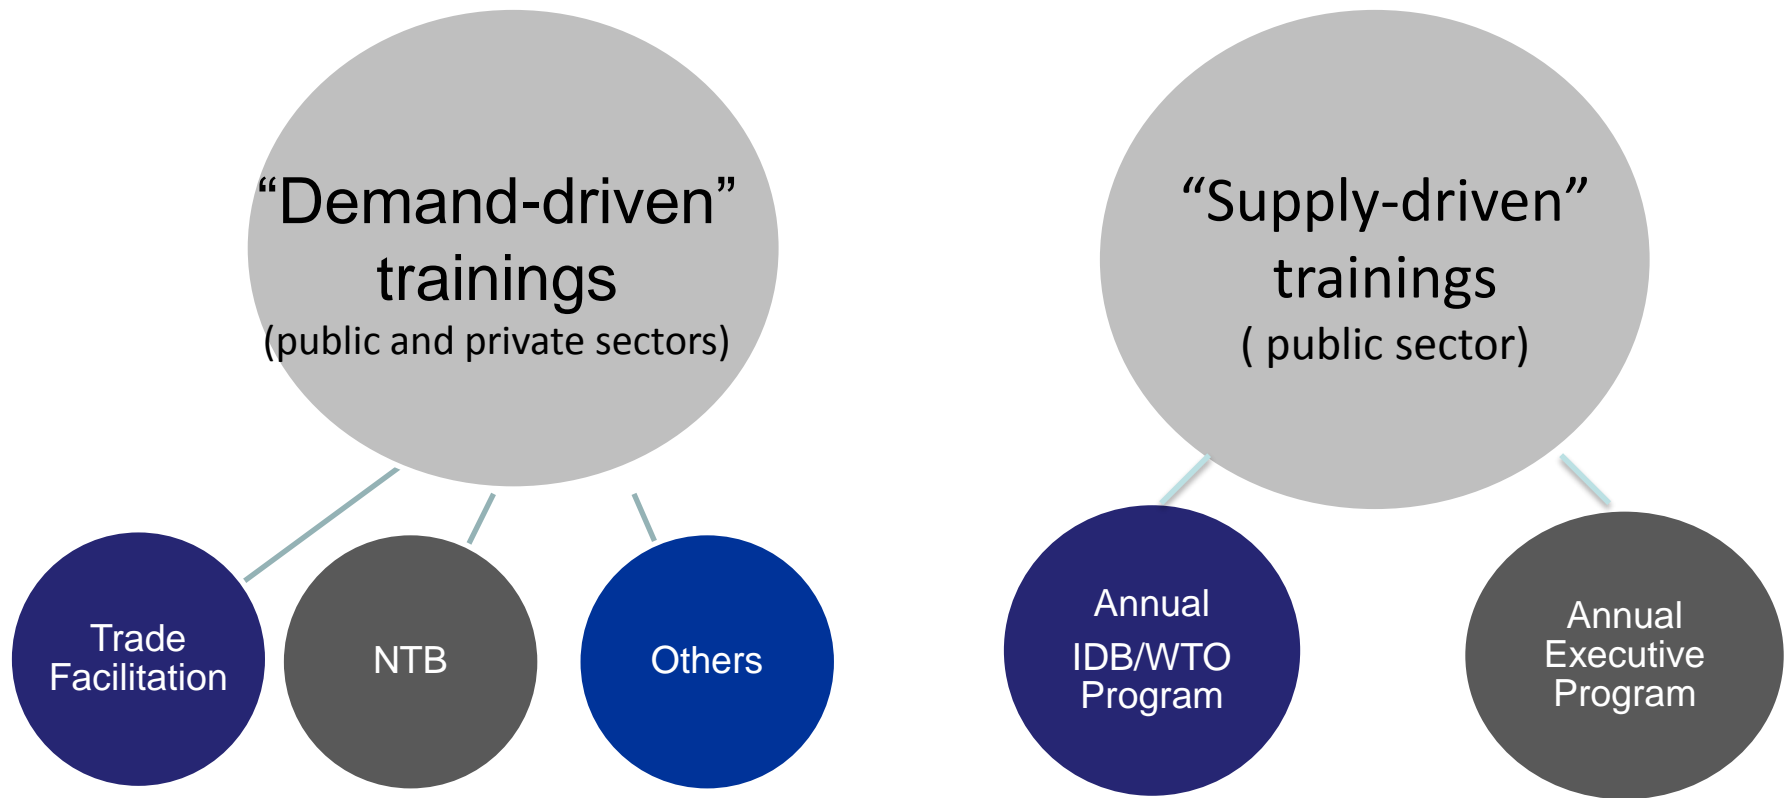 “Demand-driven”
trainings
(public and private sectors)
Trade
Facilitation
NTB
Others
“Supply-driven”
trainings
( public sector)
Annual
IDB/WTO
Program
Annual
Executive
Program